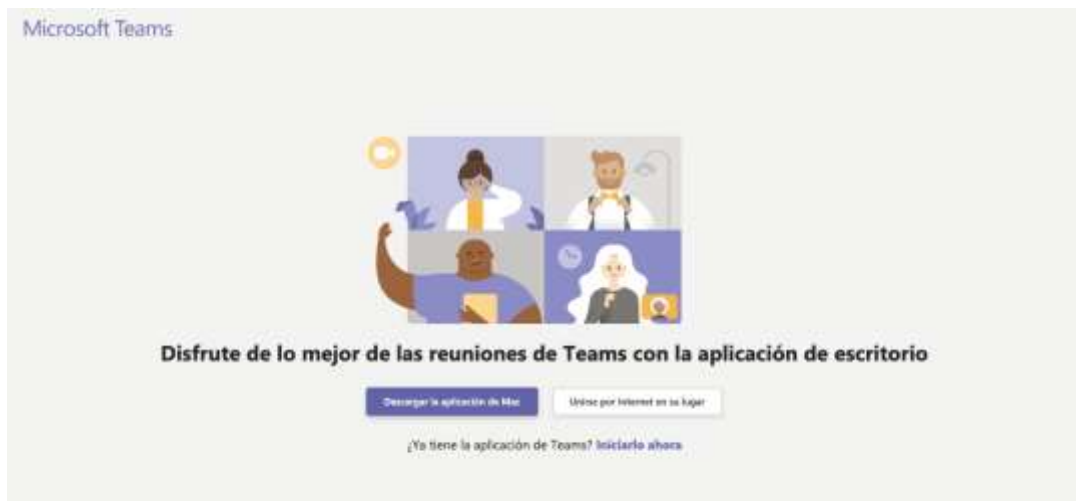 Microsoft Teams
Disfrute de lo mejor de las reuniones de Teams con la aplicación de escritorio
Descargar la aplicación de Mac
Unirse por Internet en su lugar
¿Ya tiene la aplicación de Teams? Iniciarlo ahora